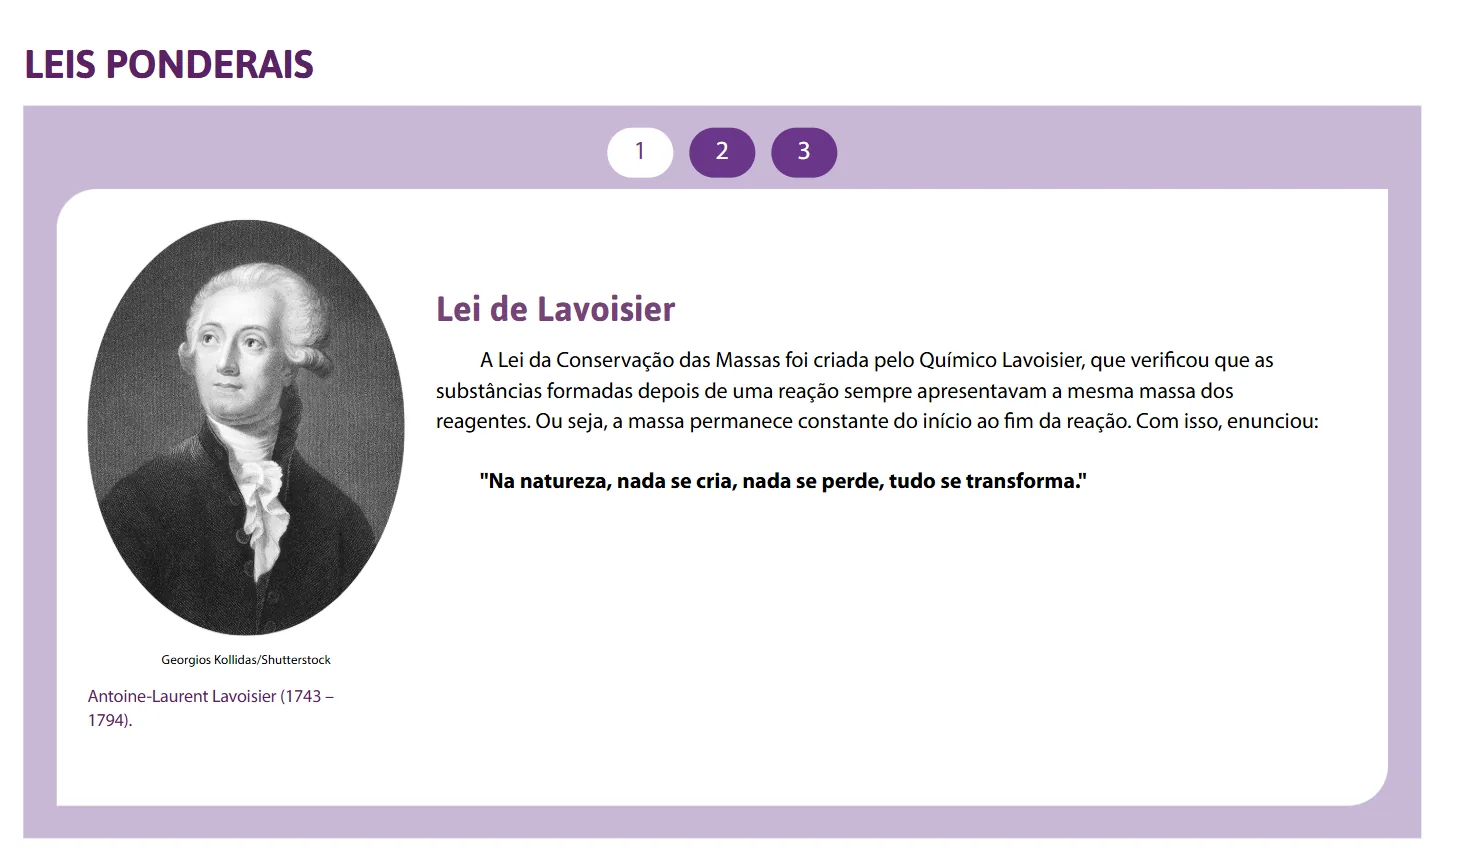 LEIS PONDERAIS
1 2 3
Lei de Lavoisier
A Lei da Conservação das Massas foi criada pelo Químico Lavoisier, que verificou que as
substâncias formadas depois de uma reação sempre apresentavam a mesma massa dos
reagentes. Ou seja, a massa permanece constante do início ao fim da reação. Com isso, enunciou:
"Na natureza, nada se cria, nada se perde, tudo se transforma."
Georgios Kollidas/Shutterstock
Antoine-Laurent Lavoisier (1743 –
1794).